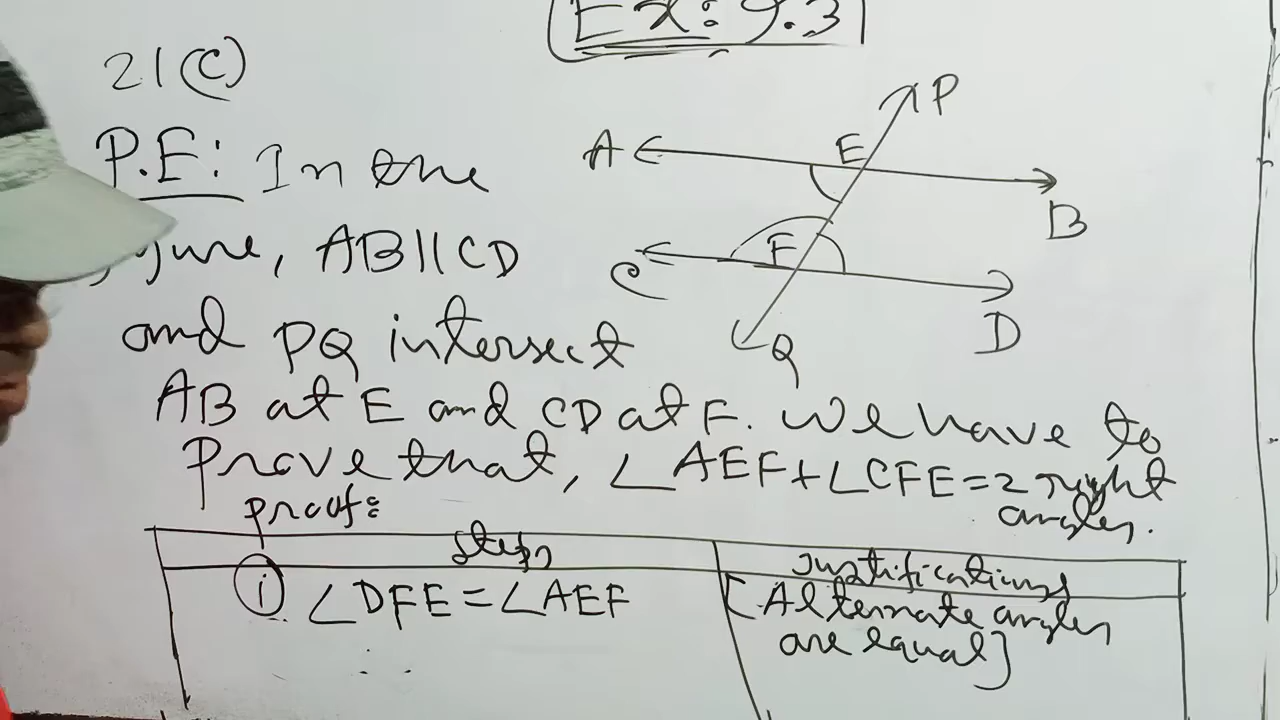 Ex: 9.3
21(C)
P.E: In the
figure, AB||CD
and PQ intersect
AB at E and CD at F. We have to
Prove that, ∠AEF+∠CFE=2 right
angles.
P
A
E
B
F
C
D
Q
proof:
steps
justifications
i ∠DFE=∠AEF
[Alternate angles
are equal]